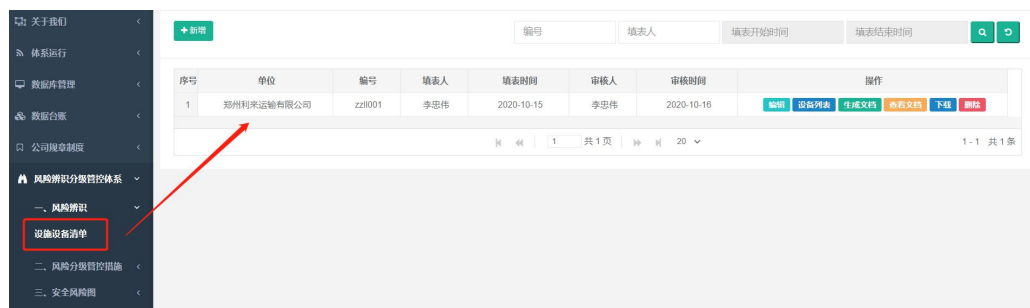 关于我们
体系运行
数据库管理
数据台账
公司规章制度
风险辨识分级管控体系
一、风险辨识
设施设备清单
二、风险分级管控措施
三、安全风险图
+新增
编号 填表人 填表开始时间 填表结束时间
序号 单位 编号 填表人 填表时间 审核人 审核时间 操作
1 郑州利来运输有限公司 zzll001 李忠伟 2020-10-15 李忠伟 2020-10-16 编辑 设备列表 生成文档 查看文档 下载 删除
1 共1页 20 1-1 共1条